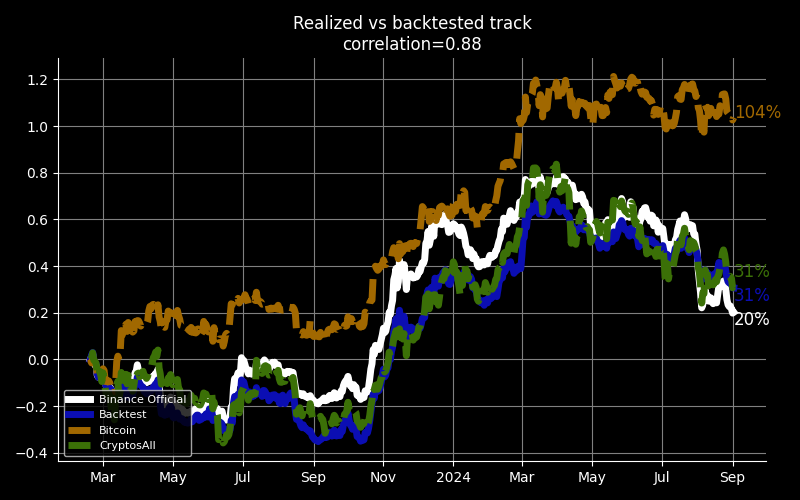 Realized vs backtested track
correlation=0.88
1.2
1.0
0.8
0.6
0.4
0.2
0.0
−0.2
−0.4
104%
31%
31%
20%
Binance Official
Backtest
Bitcoin
CryptosAll
Mar May Jul Sep Nov 2024 Mar May Jul Sep